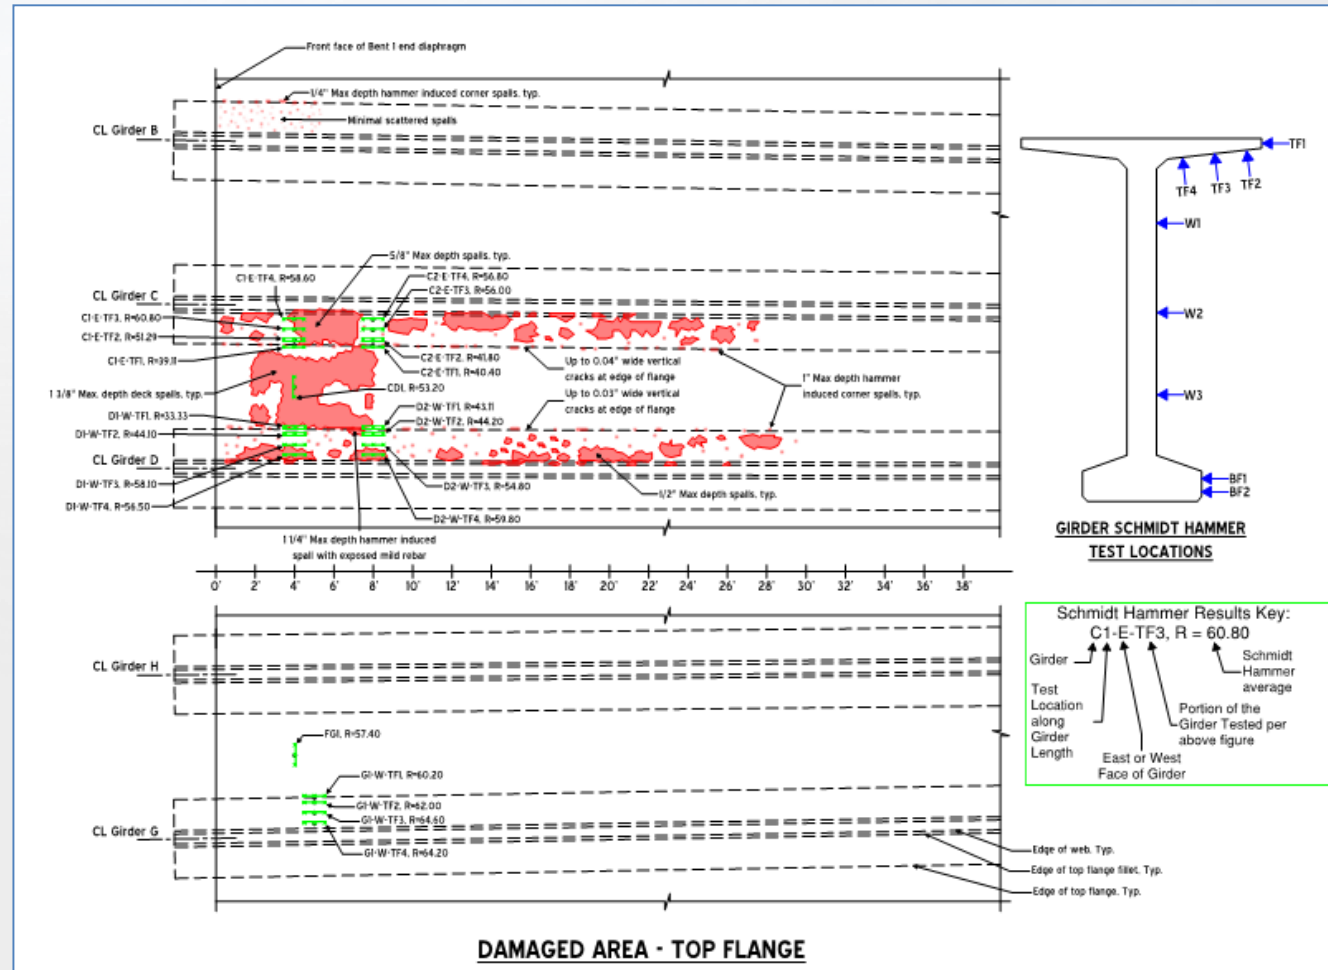 Front face of Bent 1 end diaphragm
1/4" Max depth hammer induced corner spalls, typ.
Minimal scattered spalls
CL Girder B
5/8" Max depth spalls, typ.
C1-E-TF4, R=58.60
C2-E-TF4, R=56.80
C2-E-TF3, R=56.00
CL Girder C
C1-E-TF3, R=60.80
C1-E-TF2, R=51.29
C1-E-TF1, R=39.11
C2-E-TF2, R=41.80
C2-E-TF1, R=40.40
Up to 0.04" wide vertical
cracks at edge of flange
1" Max depth hammer
induced corner spalls, typ.
1 3/8" Max. depth deck spalls, typ.
CD1, R=53.20
Up to 0.03" wide vertical
cracks at edge of flange
D1-W-TF1, R=33.33
D2-W-TF1, R=43.11
D2-W-TF2, R=44.20
D1-W-TF2, R=44.10
CL Girder D
D1-W-TF3, R=58.10
D2-W-TF3, R=54.80
1/2" Max depth spalls, typ.
D1-W-TF4, R=56.50
D2-W-TF4, R=59.80
1 1/4" Max depth hammer induced
spall with exposed mild rebar
0' 2' 4' 6' 8' 10' 12' 14' 16' 18' 20' 22' 24' 26' 28' 30' 32' 34' 36' 38'
CL Girder H
FG1, R=57.40
G1-W-TF1, R=60.20
G1-W-TF2, R=62.00
G1-W-TF3, R=64.60
G1-W-TF4, R=64.20
CL Girder G
Edge of web. Typ.
Edge of top flange fillet. Typ.
Edge of top flange. Typ.
DAMAGED AREA - TOP FLANGE
TF1
TF4 TF3 TF2
W1
W2
W3
BF1
BF2
GIRDER SCHMIDT HAMMER
TEST LOCATIONS
Schmidt Hammer Results Key:
C1-E-TF3, R = 60.80
Girder
Schmidt
Hammer
average
Test
Location
along
Girder
Length
Portion of the
Girder Tested per
above figure
East or West
Face of Girder